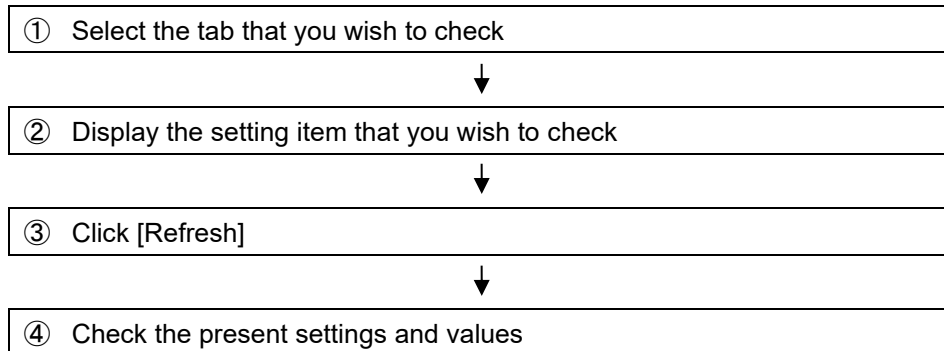 ① Select the tab that you wish to check
② Display the setting item that you wish to check
③ Click [Refresh]
④ Check the present settings and values